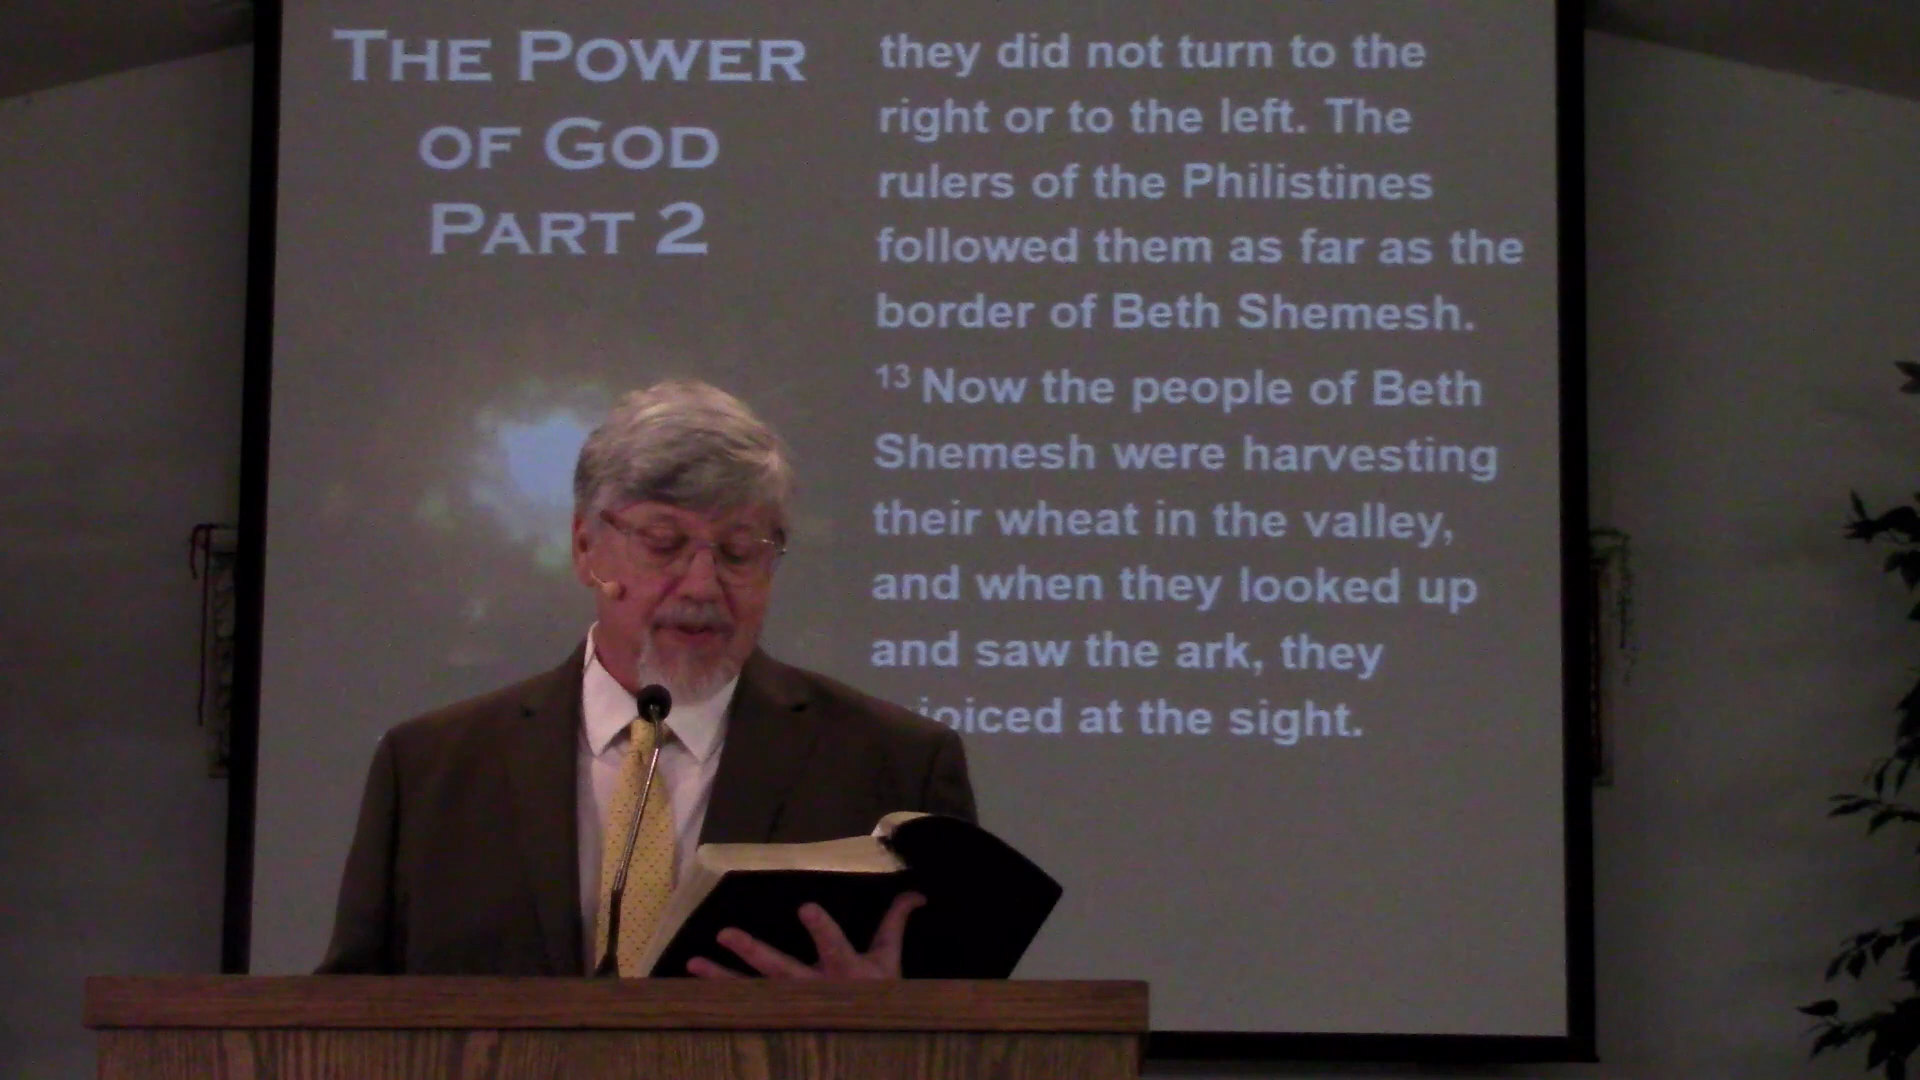 THE POWER
OF GOD
PART 2
they did not turn to the
right or to the left. The
rulers of the Philistines
followed them as far as the
border of Beth Shemesh.
13 Now the people of Beth
Shemesh were harvesting
their wheat in the valley,
and when they looked up
and saw the ark, they
at the sight.